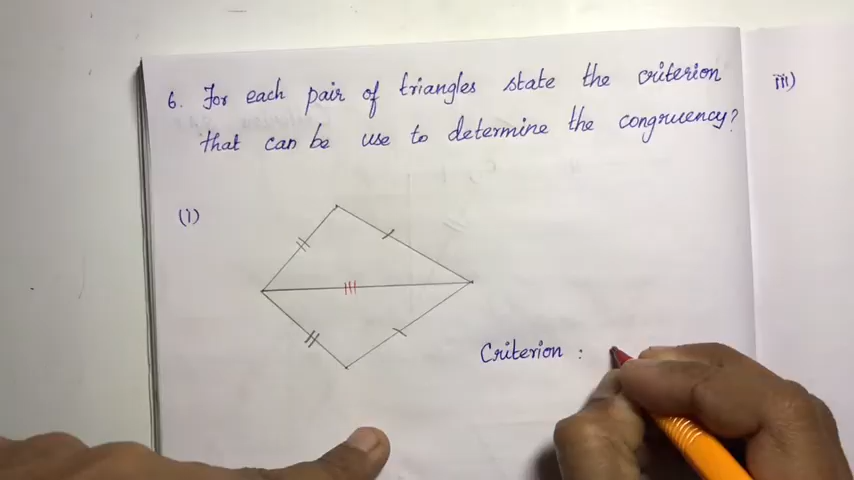 6. For each pair of triangles state the criterion
that can be use to determine the congruency?
(i)
Criterion :
iii)